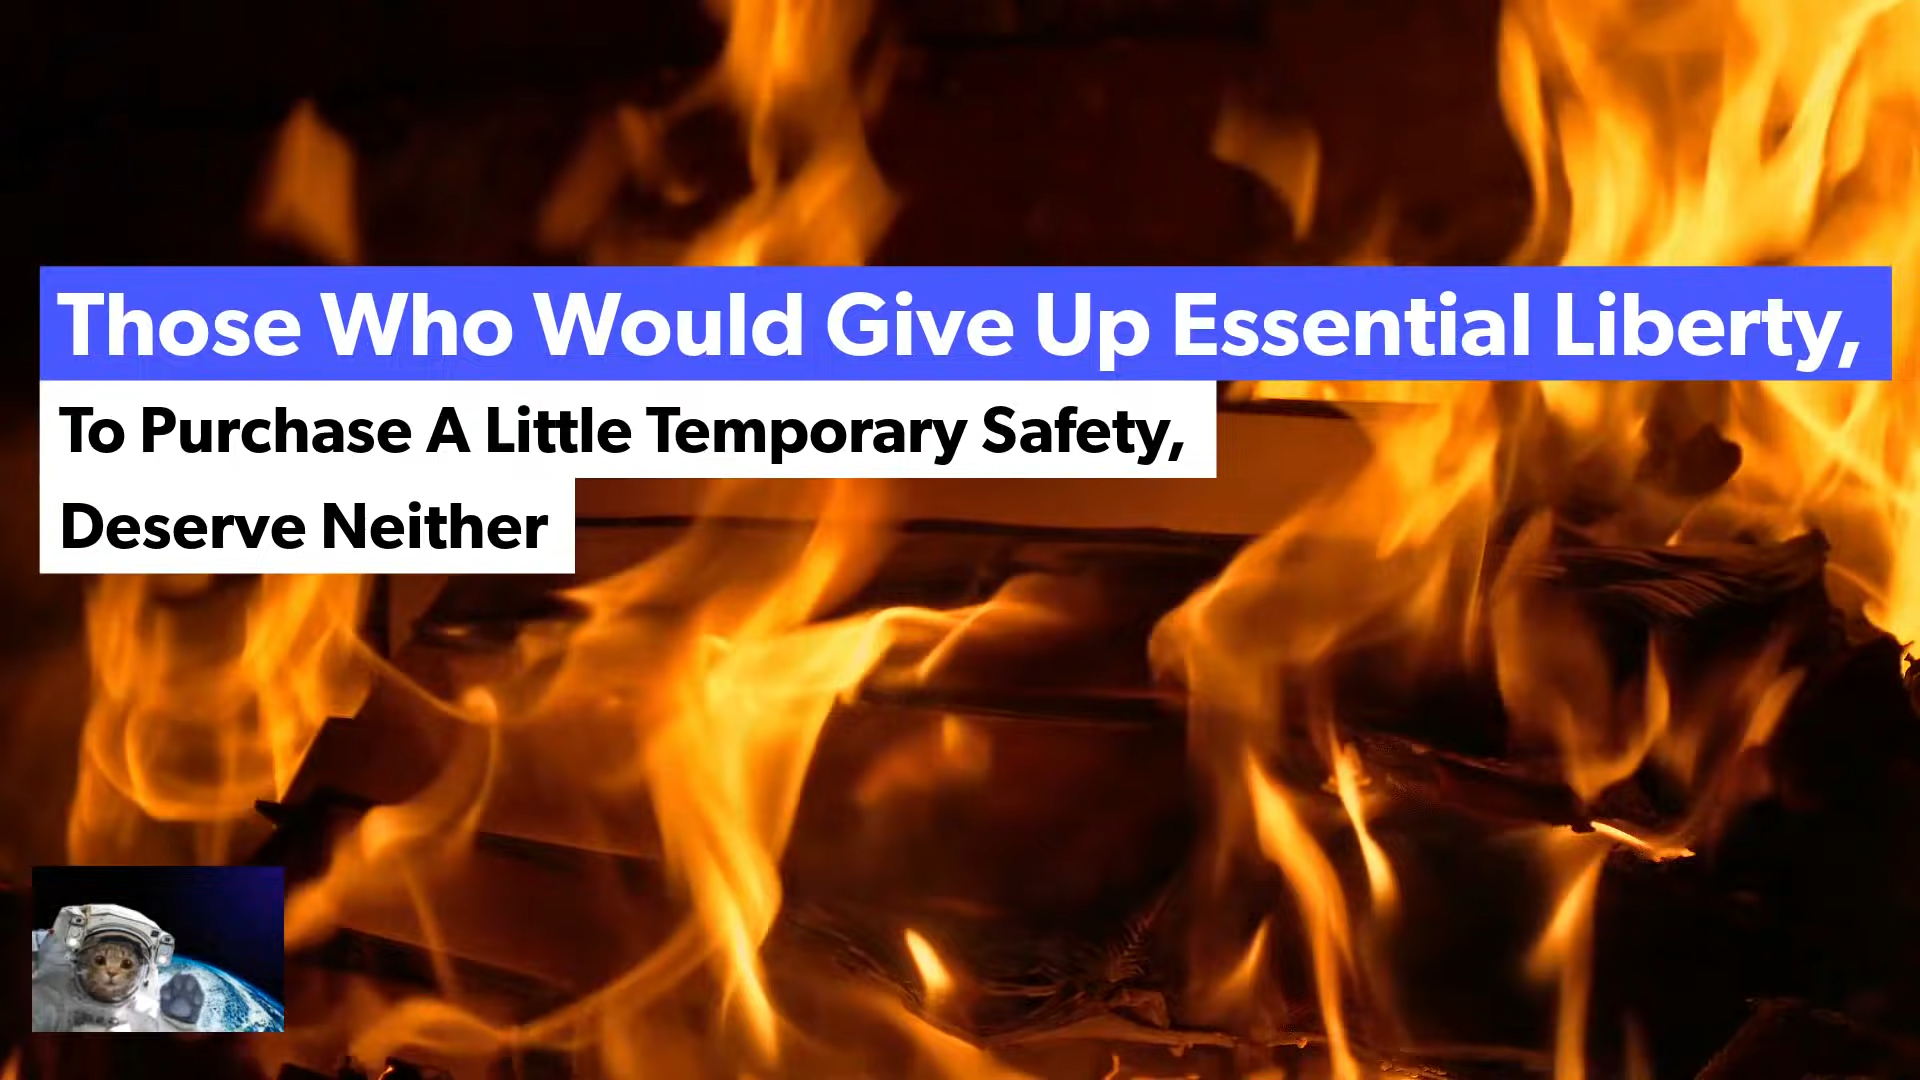 Those Who Would Give Up Essential Liberty,
To Purchase A Little Temporary Safety,
Deserve Neither